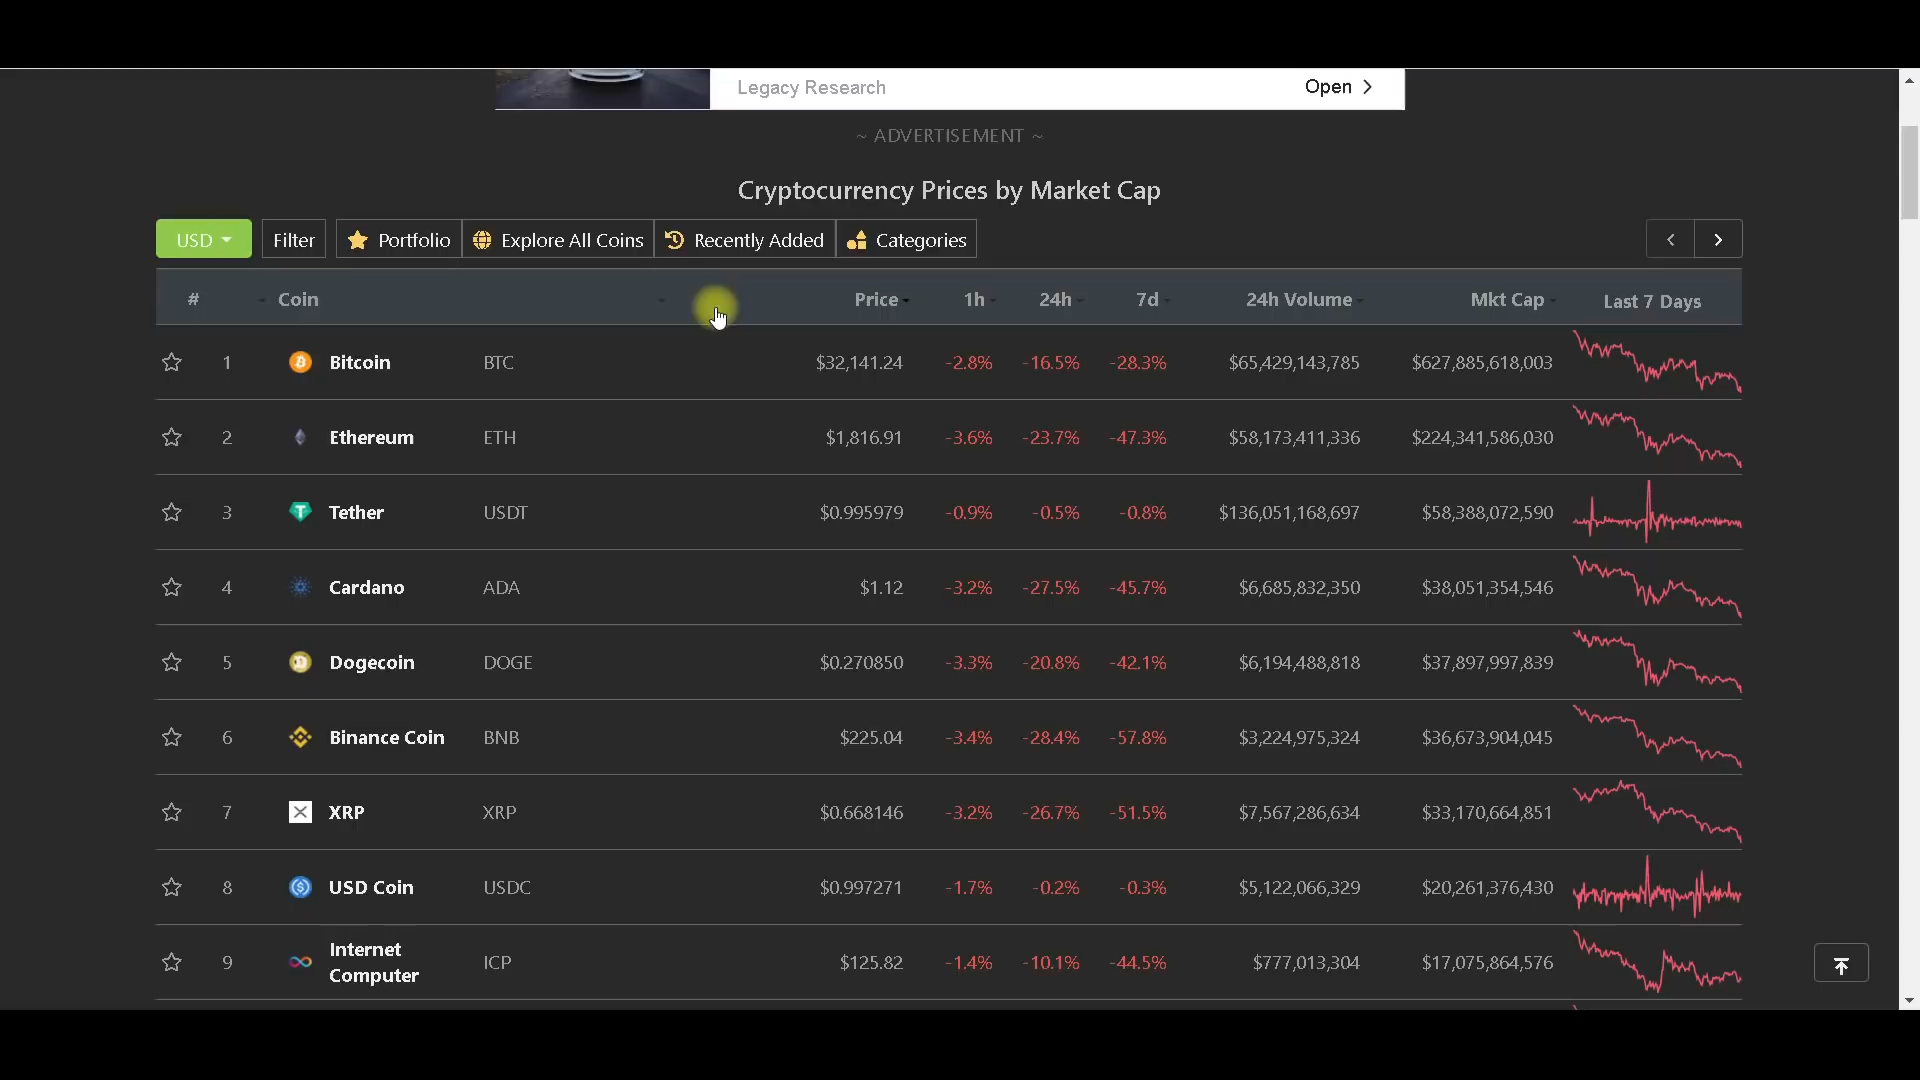 Legacy Research Open
~ ADVERTISEMENT ~
Cryptocurrency Prices by Market Cap
USD Filter Portfolio Explore All Coins Recently Added Categories
# Coin Price 1h 24h 7d 24h Volume Mkt Cap Last 7 Days
1 Bitcoin BTC $32,141.24 -2.8% -16.5% -28.3% $65,429,143,785 $627,885,618,003
2 Ethereum ETH $1,816.91 -3.6% -23.7% -47.3% $58,173,411,336 $224,341,586,030
3 Tether USDT $0.995979 -0.9% -0.5% -0.8% $136,051,168,697 $58,388,072,590
4 Cardano ADA $1.12 -3.2% -27.5% -45.7% $6,685,832,350 $38,051,354,546
5 Dogecoin DOGE $0.270850 -3.3% -20.8% -42.1% $6,194,488,818 $37,897,997,839
6 Binance Coin BNB $225.04 -3.4% -28.4% -57.8% $3,224,975,324 $36,673,904,045
7 XRP XRP $0.668146 -3.2% -26.7% -51.5% $7,567,286,634 $33,170,664,851
8 USD Coin USDC $0.997271 -1.7% -0.2% -0.3% $5,122,066,329 $20,261,376,430
9 Internet Computer ICP $125.82 -1.4% -10.1% -44.5% $777,013,304 $17,075,864,576